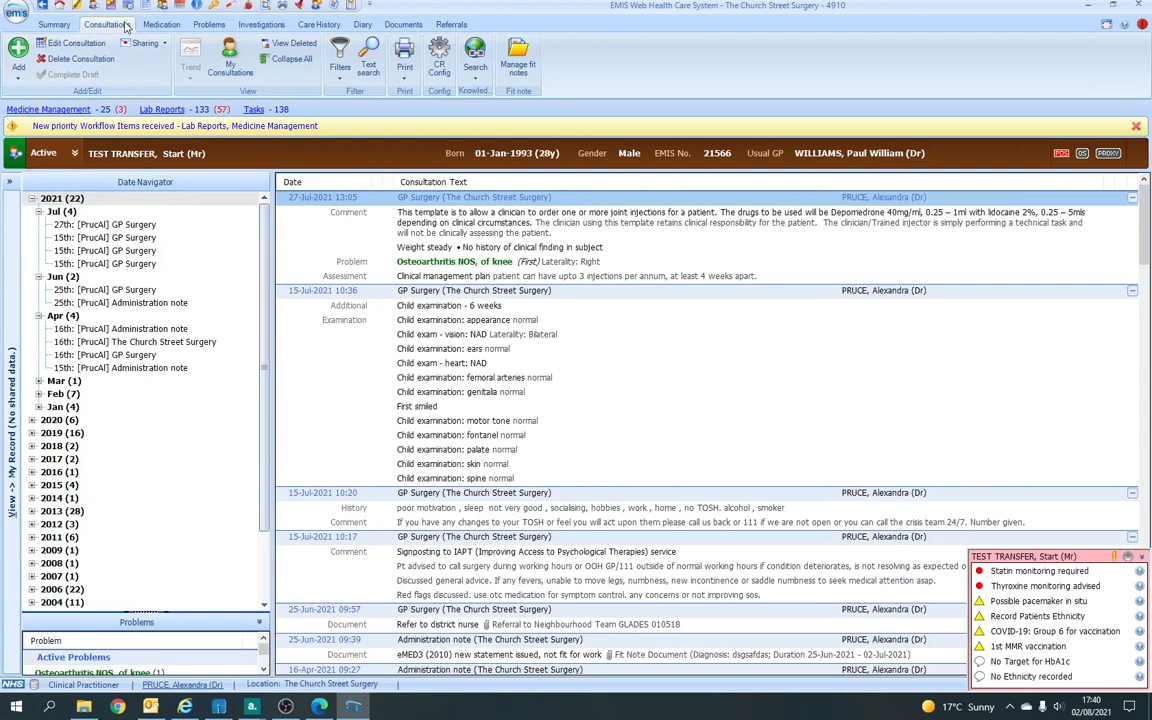 EMIS Web Health Care System - The Church Street Surgery - 4910
emis
Summary Consultations Medication Problems Investigations Care History Diary Documents Referrals
Add
Edit Consultation
Delete Consultation
Complete Draft
Sharing
Add/Edit
Trend
My Consultations
View Deleted
Collapse All
View
Filters
Text search
Filter
Print
Print
CR Config
Config
Search
Knowled...
Manage fit notes
Fit note
Medicine Management - 25 (3) Lab Reports - 133 (57) Tasks - 138
New priority Workflow Items received - Lab Reports, Medicine Management
Active TEST TRANSFER, Start (Mr) Born 01-Jan-1993 (28y) Gender Male EMIS No. 21566 Usual GP WILLIAMS, Paul William (Dr) PDS OS PROXY
View -> My Record (No shared data.)
Date Navigator
2021 (22)
Jul (4)
27th: [PrucAl] GP Surgery
15th: [PrucAl] GP Surgery
15th: [PrucAl] GP Surgery
15th: [PrucAl] GP Surgery
Jun (2)
25th: [PrucAl] GP Surgery
25th: [PrucAl] Administration note
Apr (4)
16th: [PrucAl] Administration note
16th: [PrucAl] The Church Street Surgery
16th: [PrucAl] GP Surgery
15th: [PrucAl] Administration note
Mar (1)
Feb (7)
Jan (4)
2020 (6)
2019 (16)
2018 (2)
2017 (2)
2016 (1)
2015 (4)
2014 (1)
2013 (28)
2012 (3)
2011 (6)
2009 (1)
2008 (1)
2007 (1)
2006 (22)
2004 (11)
Problems
Problem
Active Problems
Osteoarthritis NOS, of knee (1)
Date Consultation Text
27-Jul-2021 13:05 GP Surgery (The Church Street Surgery) PRUCE, Alexandra (Dr)
Comment This template is to allow a clinician to order one or more joint injections for a patient. The drugs to be used will be Depomedrone 40mg/ml, 0.25 – 1ml with lidocaine 2%, 0.25 – 5mls
depending on clinical circumstances. The clinician using this template retains clinical responsibility for the patient. The clinician/Trained injector is simply performing a technical task and
will not be clinically assessing the patient.
Weight steady • No history of clinical finding in subject
Problem Osteoarthritis NOS, of knee (First) Laterality: Right
Assessment Clinical management plan patient can have upto 3 injections per annum, at least 4 weeks apart.
15-Jul-2021 10:36 GP Surgery (The Church Street Surgery) PRUCE, Alexandra (Dr)
Additional Child examination - 6 weeks
Examination Child examination: appearance normal
Child exam - vision: NAD Laterality: Bilateral
Child examination: ears normal
Child exam - heart: NAD
Child examination: femoral arteries normal
Child examination: genitalia normal
First smiled
Child examination: motor tone normal
Child examination: fontanel normal
Child examination: palate normal
Child examination: skin normal
Child examination: spine normal
15-Jul-2021 10:20 GP Surgery (The Church Street Surgery) PRUCE, Alexandra (Dr)
History poor motivation , sleep not very good , socialising, hobbies , work , home , no TOSH. alcohol , smoker
Comment If you have any changes to your TOSH or feel you will act upon them please call us back or 111 if we are not open or you can call the crisis team 24/7. Number given.
15-Jul-2021 10:17 GP Surgery (The Church Street Surgery) PRUCE, Alexandra (Dr)
Comment Signposting to IAPT (Improving Access to Psychological Therapies) service
Pt advised to call surgery during working hours or OOH GP/111 outside of normal working hours if condition deteriorates, is not resolving as expected o
Discussed general advice. If any fevers, unable to move legs, numbness, new incontinence or saddle numbness to seek medical attention asap.
Red flags discussed. use otc medication for symptom control. any concerns or not improving sos.
25-Jun-2021 09:57 GP Surgery (The Church Street Surgery) PRUCE, Alexandra (Dr)
Document Refer to dstrict nurse Referral to Neighbourhood Team GLADES 010518
25-Jun-2021 09:39 Administration note (The Church Street Surgery) PRUCE, Alexandra (Dr)
Document eMED3 (2010) new statement issued, not fit for work Fit Note Document (Diagnosis: dsgsafdas; Duration 25-Jun-2021 - 02-Jul-2021)
16-Apr-2021 09:27 Administration note (The Church Street Surgery) PRUCE, Alexandra (Dr)
TEST TRANSFER, Start (Mr)
Statin monitoring required
Thyroxine monitoring advised
Possible pacemaker in situ
Record Patients Ethnicity
COVID-19: Group 6 for vaccination
1st MMR vaccination
No Target for HbA1c
No Ethnicity recorded
NHS Clinical Practitioner PRUCE, Alexandra (Dr) Location: The Church Street Surgery
17°C Sunny
17:40
02/08/2021